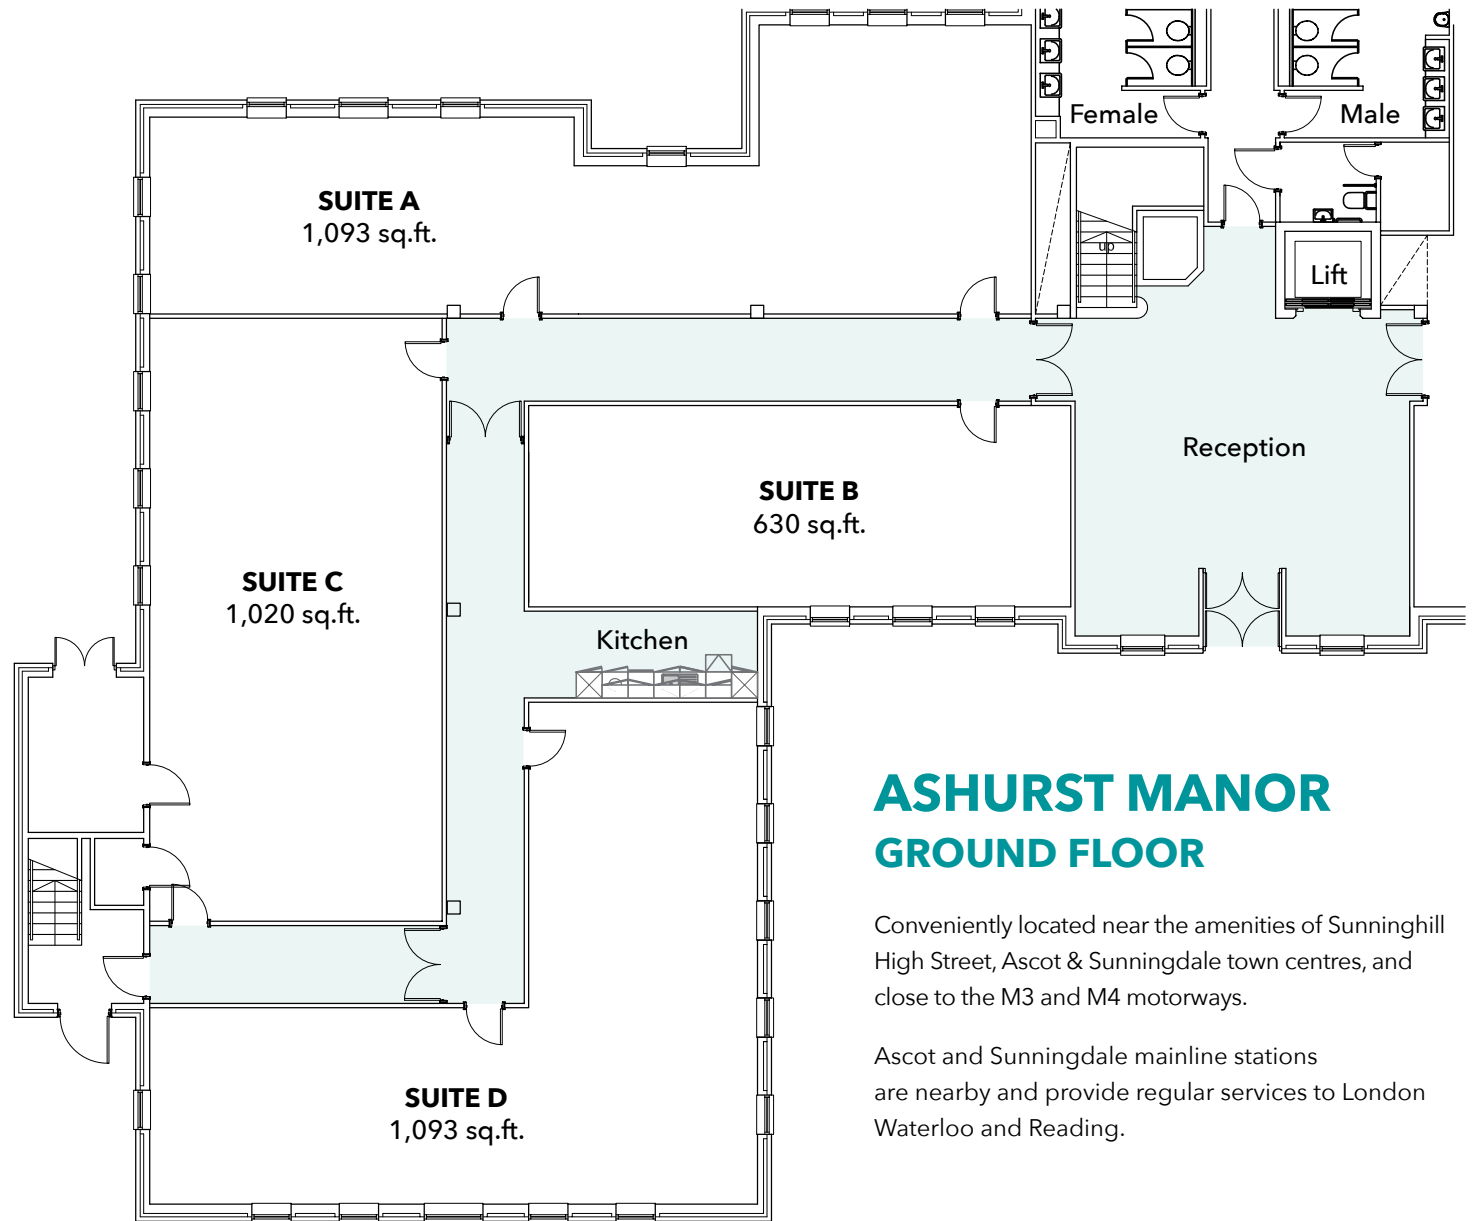 Female
Male
SUITE A
1,093 sq.ft.
Lift
Reception
SUITE B
630 sq.ft.
SUITE C
1,020 sq.ft.
Kitchen
ASHURST MANOR
GROUND FLOOR
Conveniently located near the amenities of Sunninghill
High Street, Ascot & Sunningdale town centres, and
close to the M3 and M4 motorways.
Ascot and Sunningdale mainline stations
are nearby and provide regular services to London
Waterloo and Reading.
SUITE D
1,093 sq.ft.